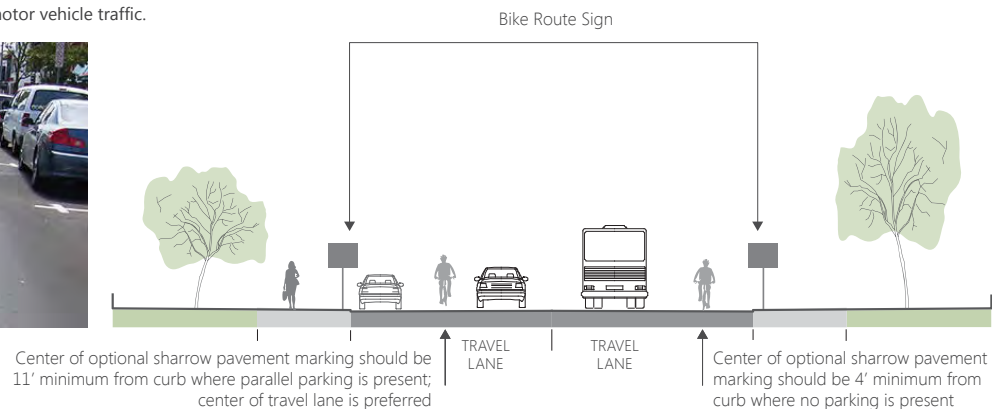 notor vehicle traffic.
Bike Route Sign
TRAVEL
LANE
TRAVEL
LANE
Center of optional sharrow pavement marking should be
11' minimum from curb where parallel parking is present;
center of travel lane is preferred
Center of optional sharrow pavement
marking should be 4' minimum from
curb where no parking is present